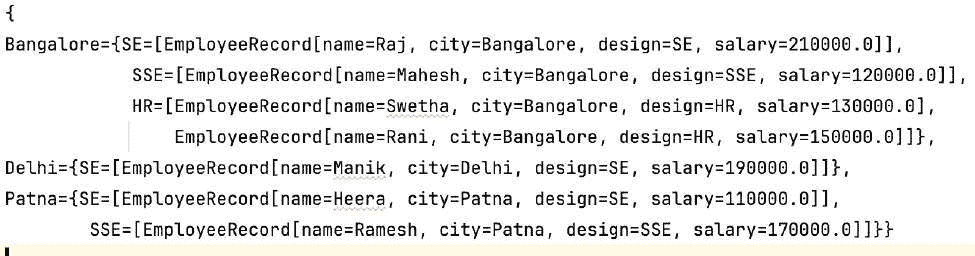 {
Bangalore={SE=[EmployeeRecord[name=Raj, city=Bangalore, design=SE, salary=210000.0]],
SSE=[EmployeeRecord[name=Mahesh, city=Bangalore, design=SSE, salary=120000.0]],
HR=[EmployeeRecord[name=Swetha, city=Bangalore, design=HR, salary=130000.0],
EmployeeRecord[name=Rani, city=Bangalore, design=HR, salary=150000.0]]},
Delhi={SE=[EmployeeRecord[name=Manik, city=Delhi, design=SE, salary=190000.0]]},
Patna={SE=[EmployeeRecord[name=Heera, city=Patna, design=SE, salary=110000.0]],
SSE=[EmployeeRecord[name=Ramesh, city=Patna, design=SSE, salary=170000.0]]}}